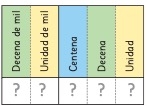 Decena de mil
Unidad de mil
Centena
Decena
Unidad
? ? ? ? ?